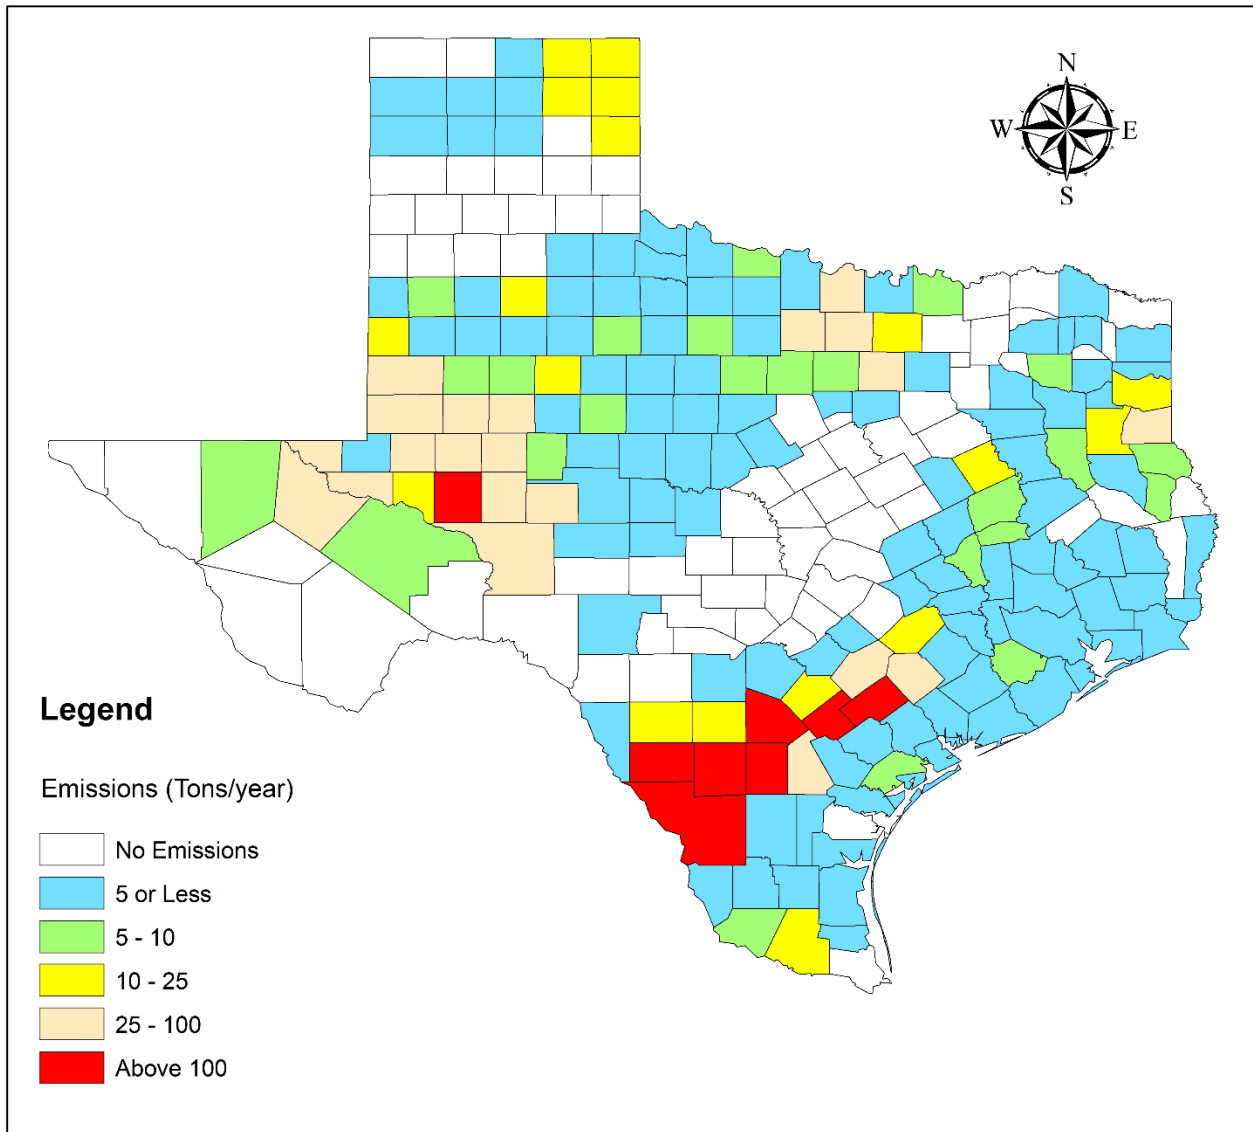 N
W E
S
Legend
Emissions (Tons/year)
No Emissions
5 or Less
5 - 10
10 - 25
25 - 100
Above 100